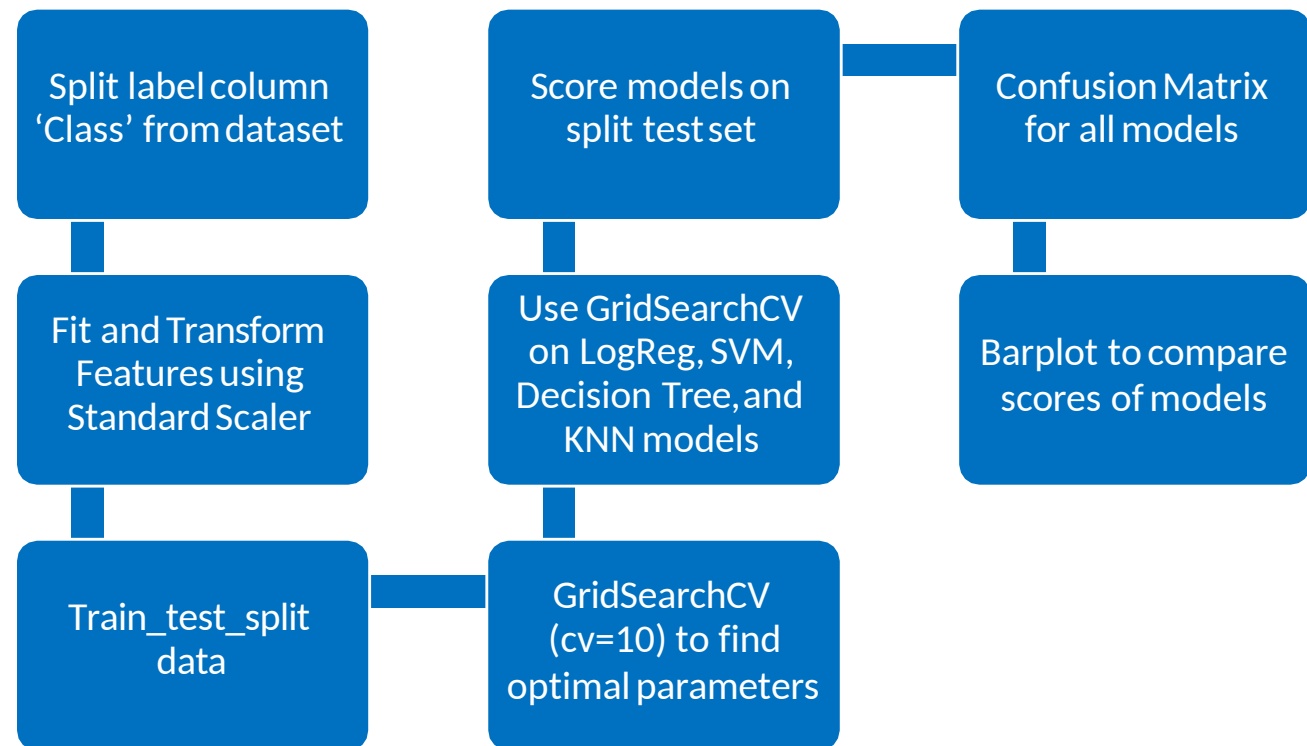 Split label column
‘Class’ from dataset
Fit and Transform
Features using
Standard Scaler
Train_test_split
data
GridSearchCV
(cv=10) to find
optimal parameters
Use GridSearchCV
on LogReg, SVM,
Decision Tree, and
KNN models
Score models on
split test set
Confusion Matrix
for all models
Barplot to compare
scores of models